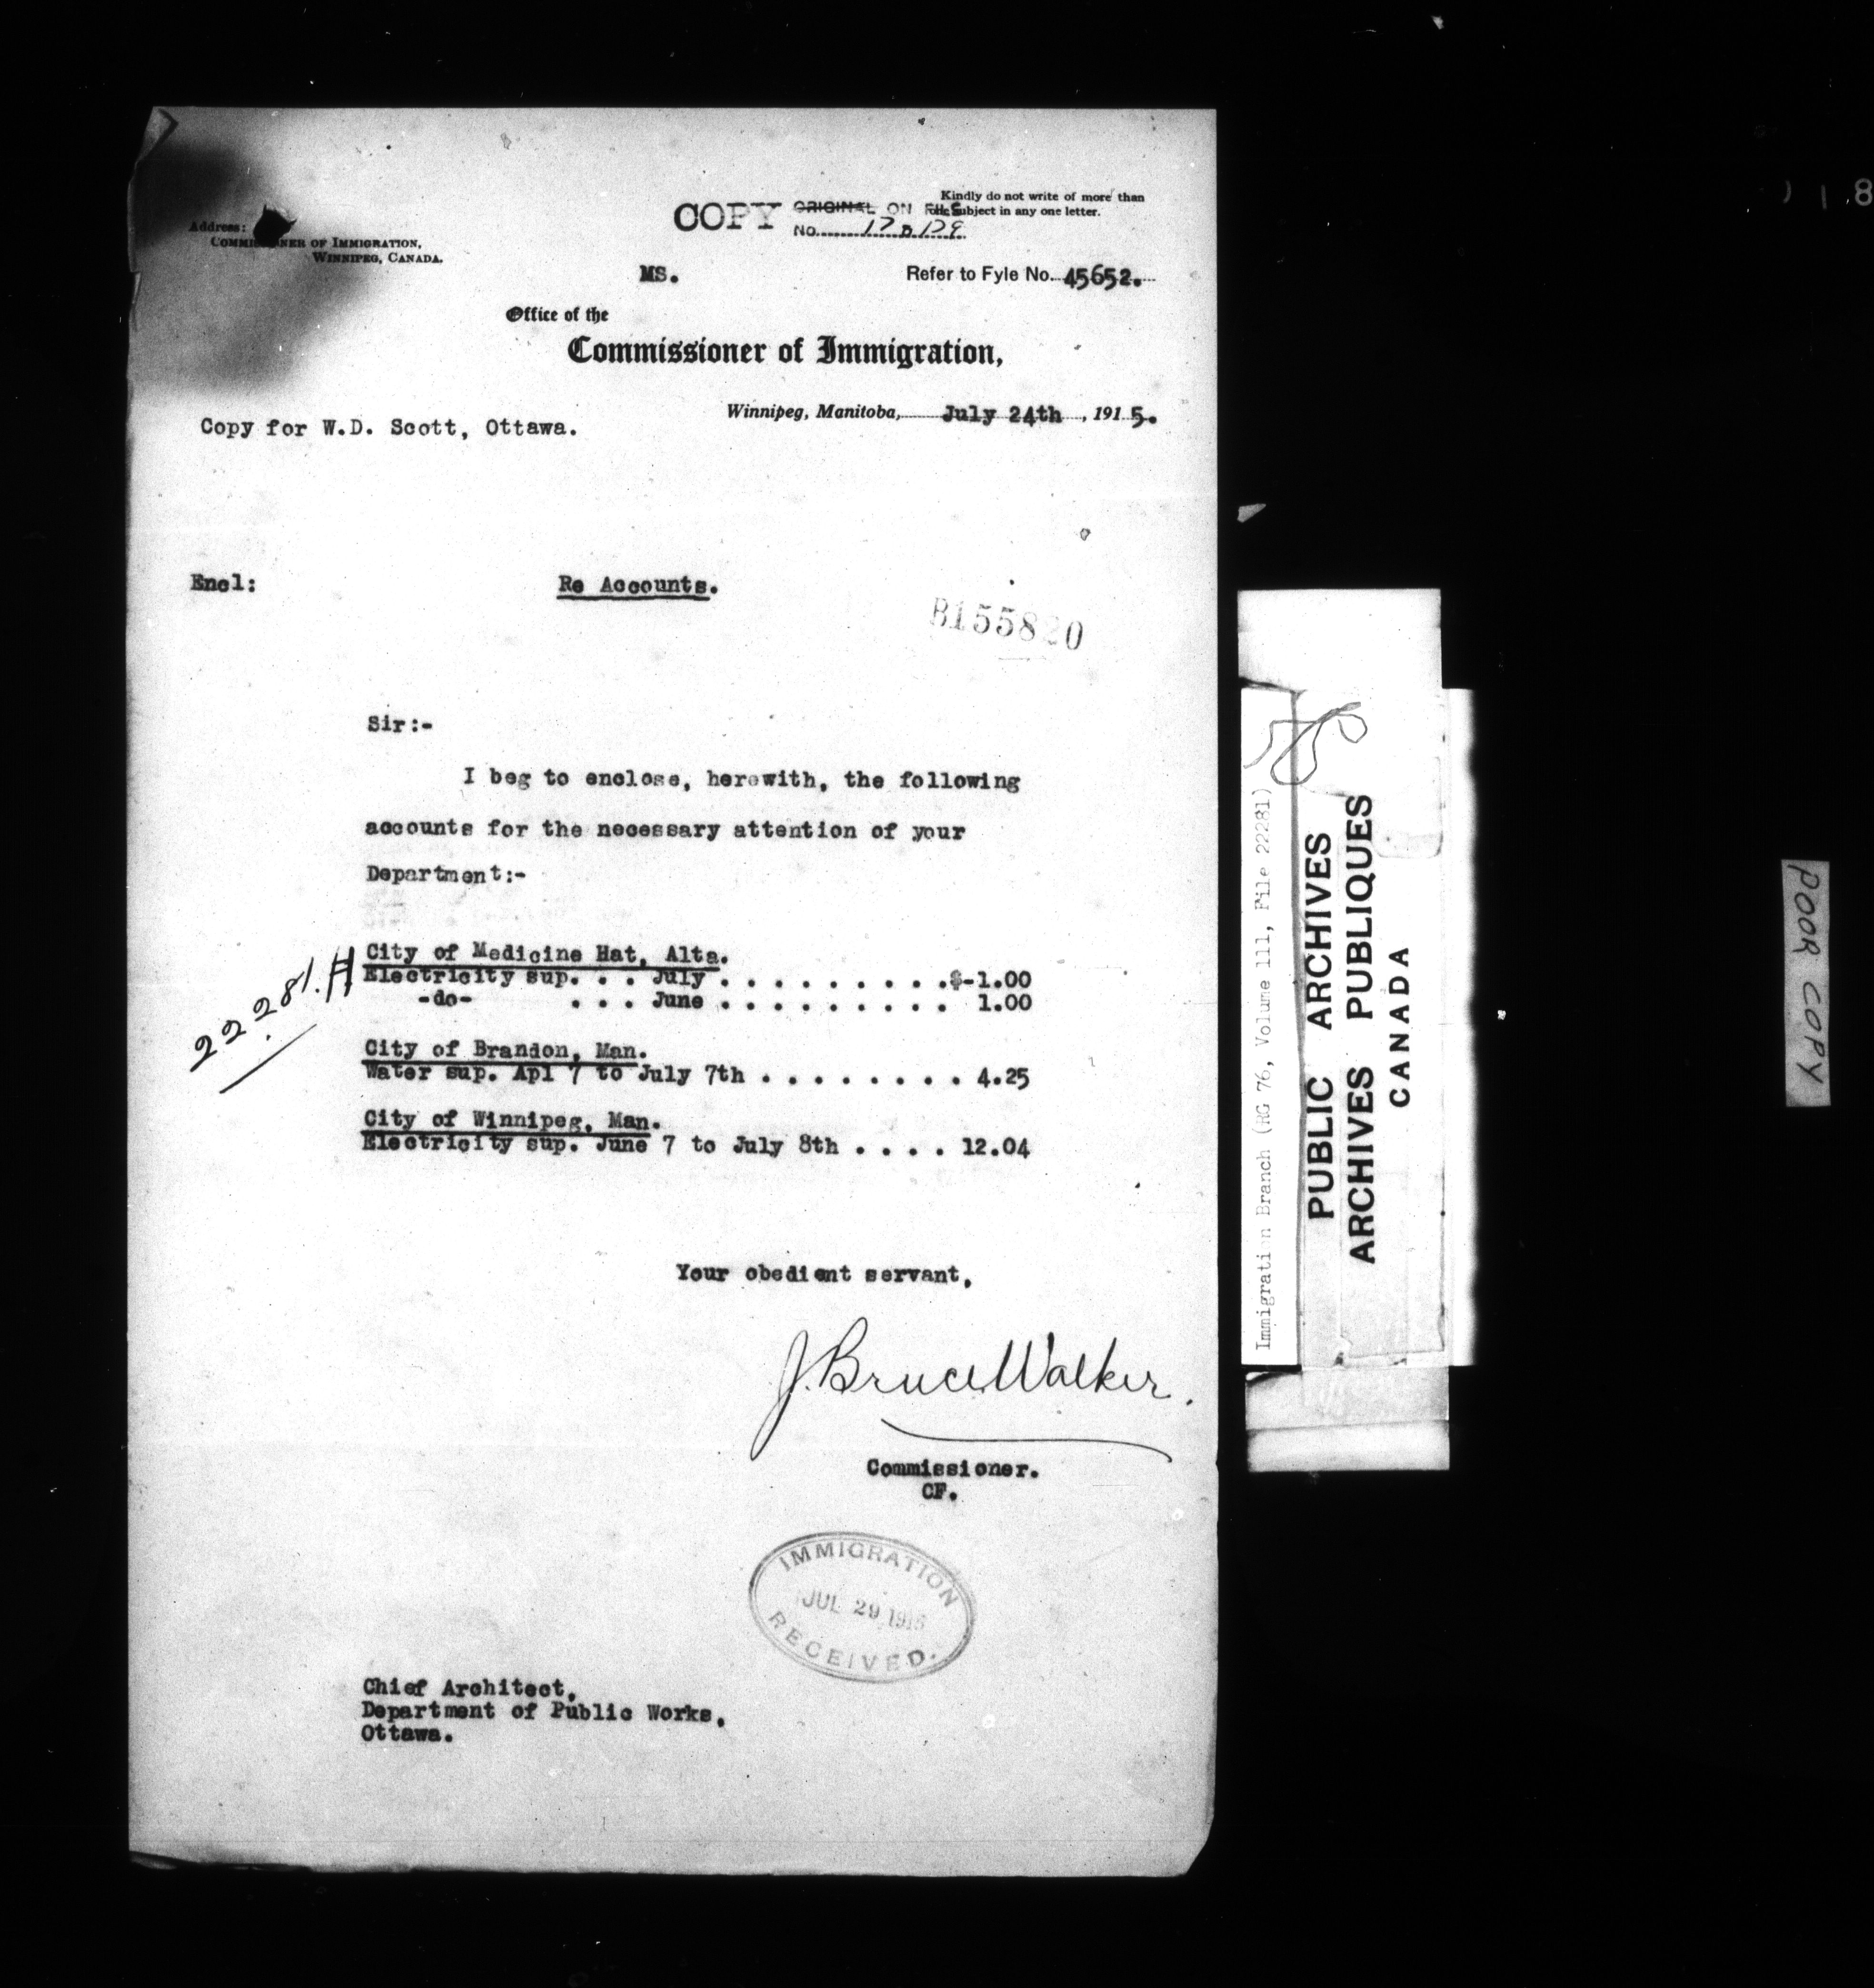 Kindly do not write of more than
one subject in any one letter.
COPY ORIGINAL ON FILE
No.
Address:
COMMISSIONER OF IMMIGRATION,
WINNIPEG, CANADA.
MS.
Refer to Fyle No. 45652.
Office of the
Commissioner of Immigration,
Winnipeg, Manitoba, July 24th, 1915.
Copy for W.D. Scott, Ottawa.
Encl: Re Accounts.
Sir:-
I beg to enclose, herewith, the following
accounts for the necessary attention of your
Department:-
22281.H
City of Medicine Hat, Alta.
Electricity sup. . . July . . . . . . . . . .$-1.00
-do- . . . June . . . . . . . . . 1.00
City of Brandon, Man.
Water sup. Apl 7 to July 7th . . . . . . . . 4.25
City of Winnipeg, Man.
Electricity sup. June 7 to July 8th . . . . 12.04
Your obedient servant,
J. Bruce Walker.
Commissioner.
CF.
IMMIGRATION
JUL 29 1915
RECEIVED.
Chief Architect,
Department of Public Works,
Ottawa.
Immigration Branch (RG 76, Volume 111, File 22281)
PUBLIC ARCHIVES
ARCHIVES PUBLIQUES
CANADA
POOR COPY